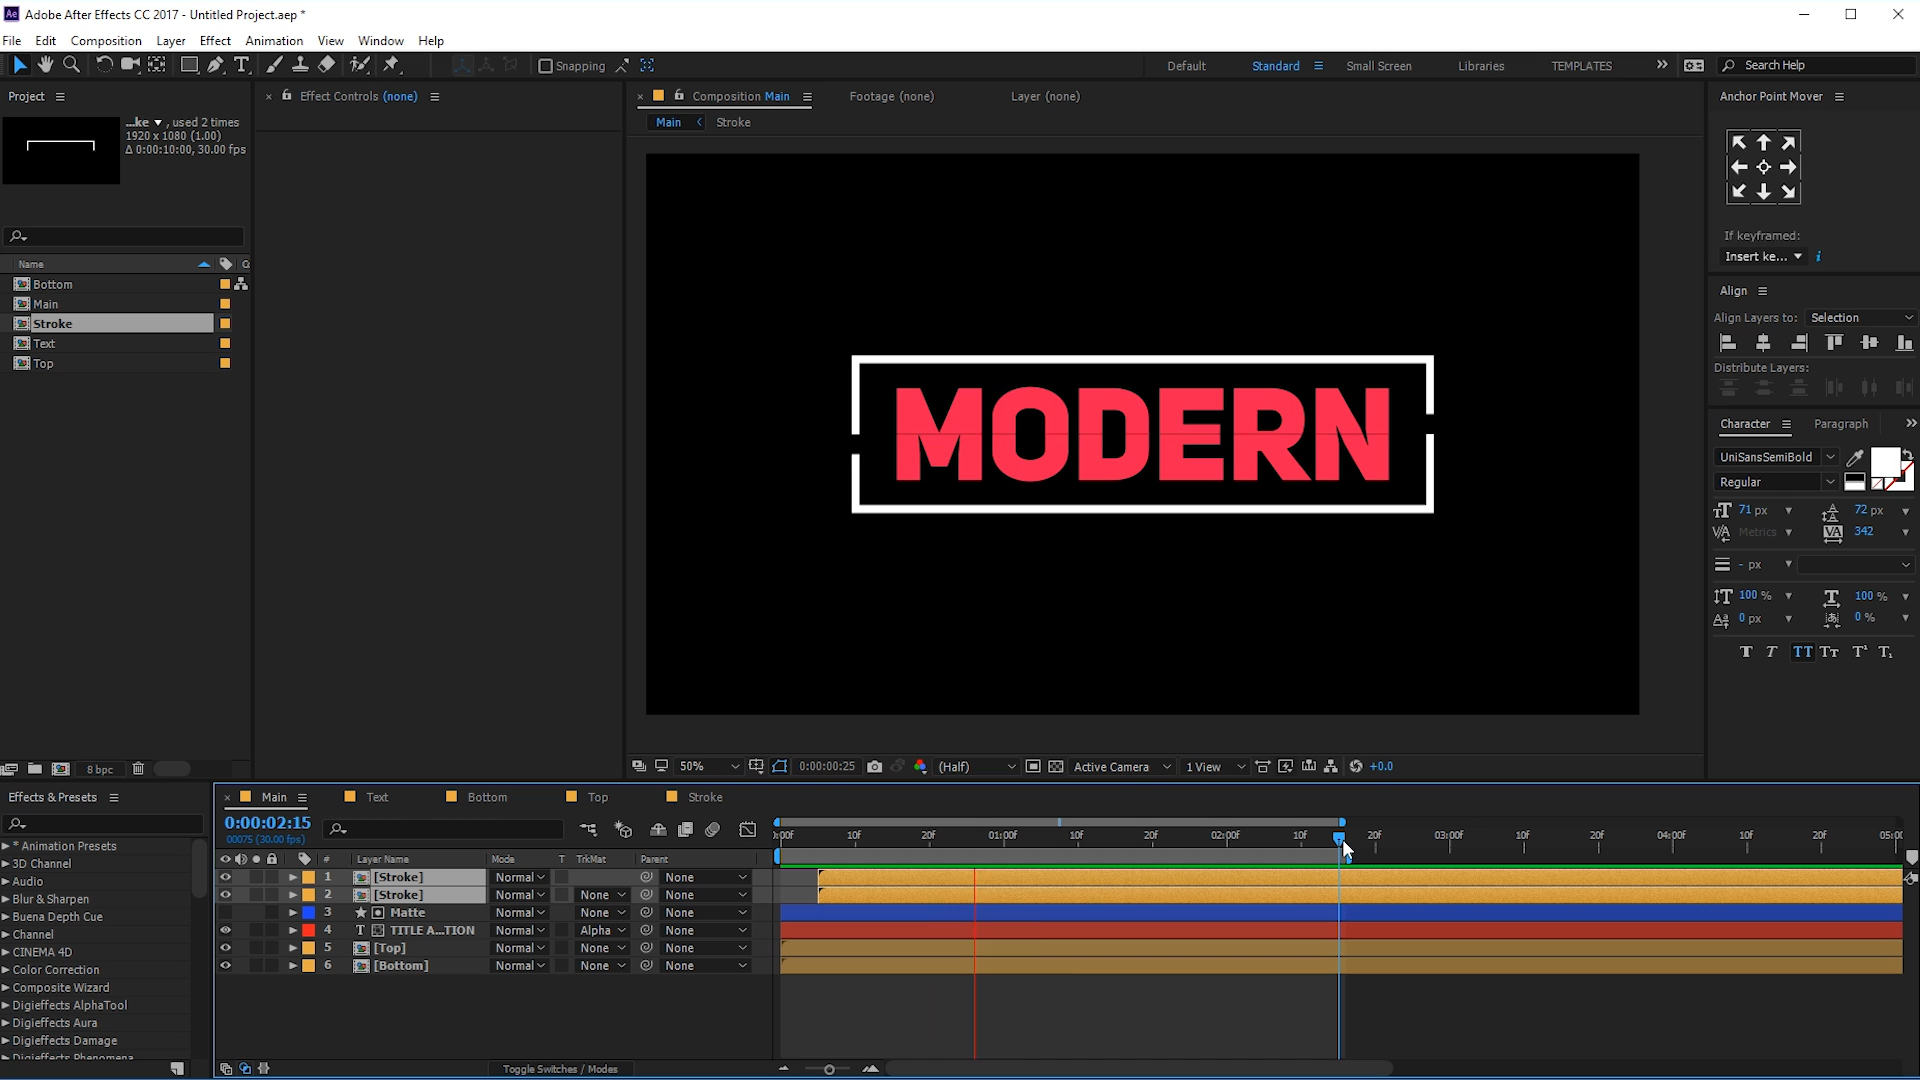 Adobe After Effects CC 2017 - Untitled Project.aep *
File Edit Composition Layer Effect Animation View Window Help
Snapping
Default Standard Small Screen Libraries TEMPLATES Search Help
Project
...ke ▾ , used 2 times
1920 x 1080 (1.00)
Δ 0:00:10:00, 30.00 fps
Name
Bottom
Main
Stroke
Text
Top
8 bpc
Effect Controls (none)
Composition Main Footage (none) Layer (none)
Main Stroke
MODERN
50% 0:00:00:25 (Half) Active Camera 1 View +0.0
Anchor Point Mover
If keyframed:
Insert ke...
Align
Align Layers to: Selection
Distribute Layers:
Character Paragraph
UniSansSemiBold
Regular
71 px 72 px
Metrics 342
- px
100 % 100 %
0 px 0 %
Effects & Presets
* Animation Presets
3D Channel
Audio
Blur & Sharpen
Buena Depth Cue
Channel
CINEMA 4D
Color Correction
Composite Wizard
Digieffects AlphaTool
Digieffects Aura
Digieffects Damage
Digieffects Phenomena
Main Text Bottom Top Stroke
0:00:02:15
00075 (30.00 fps)
:00f 10f 20f 01:00f 10f 20f 02:00f 10f 20f 03:00f 10f 20f 04:00f 10f 20f 05:00
# Layer Name Mode T TrkMat Parent
1 [Stroke] Normal None
2 [Stroke] Normal None None
3 Matte Normal None None
4 T TITLE A...TION Normal Alpha None
5 [Top] Normal None None
6 [Bottom] Normal None None
Toggle Switches / Modes